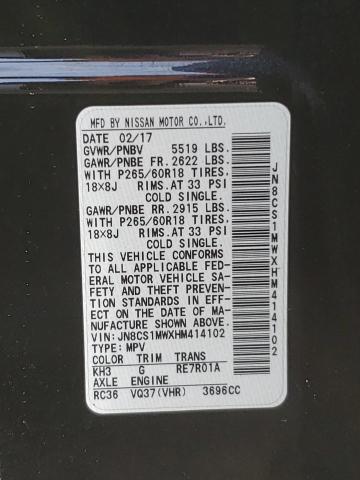 MFD BY NISSAN MOTOR CO.,LTD.
DATE 02/17
GVWR/PNBV 5519 LBS.
GAWR/PNBE FR. 2622 LBS.
WITH P265/60R18 TIRES,
18×8J RIMS.AT 33 PSI
COLD SINGLE.
GAWR/PNBE RR. 2915 LBS.
WITH P265/60R18 TIRES,
18×8J RIMS.AT 33 PSI
COLD SINGLE.
THIS VEHICLE CONFORMS
TO ALL APPLICABLE FED-
ERAL MOTOR VEHICLE SA-
FETY AND THEFT PREVEN-
TION STANDARDS IN EFF-
ECT ON THE DATE OF MA-
NUFACTURE SHOWN ABOVE.
VIN: JN8CS1MWXHM414102
TYPE: MPV
COLOR TRIM TRANS
KH3 G RE7R01A
AXLE ENGINE
RC36 VQ37(VHR) 3696CC
JN8CS1MWXHM414102